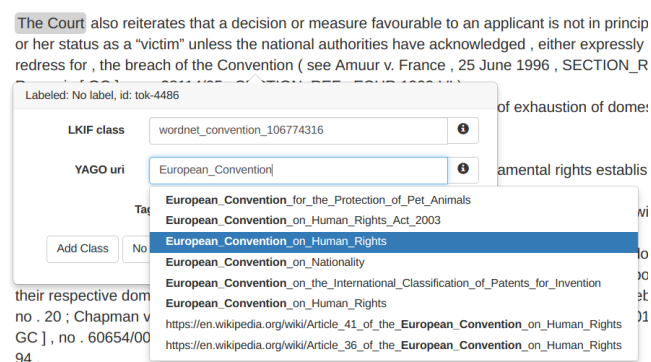 The Court also reiterates that a decision or measure favourable to an applicant is not in princip
or her status as a “victim” unless the national authorities have acknowledged , either expressly
redress for , the breach of the Convention ( see Amuur v. France , 25 June 1996 , SECTION_R
Labeled: No label, id: tok-4486
of exhaustion of domes
LKIF class
wordnet_convention_106774316
YAGO uri
European_Convention
amental rights establis
European_Convention_for_the_Protection_of_Pet_Animals
European_Convention_on_Human_Rights_Act_2003
European_Convention_on_Human_Rights
European_Convention_on_Nationality
European_Convention_on_the_International_Classification_of_Patents_for_Invention
European_Convention_on_Human_Rights
https://en.wikipedia.org/wiki/Article_41_of_the_European_Convention_on_Human_Rights
https://en.wikipedia.org/wiki/Article_36_of_the_European_Convention_on_Human_Rights
Tag
Add Class
No
their respective dom
no . 20 ; Chapman v
GC ] , no . 60654/00
94